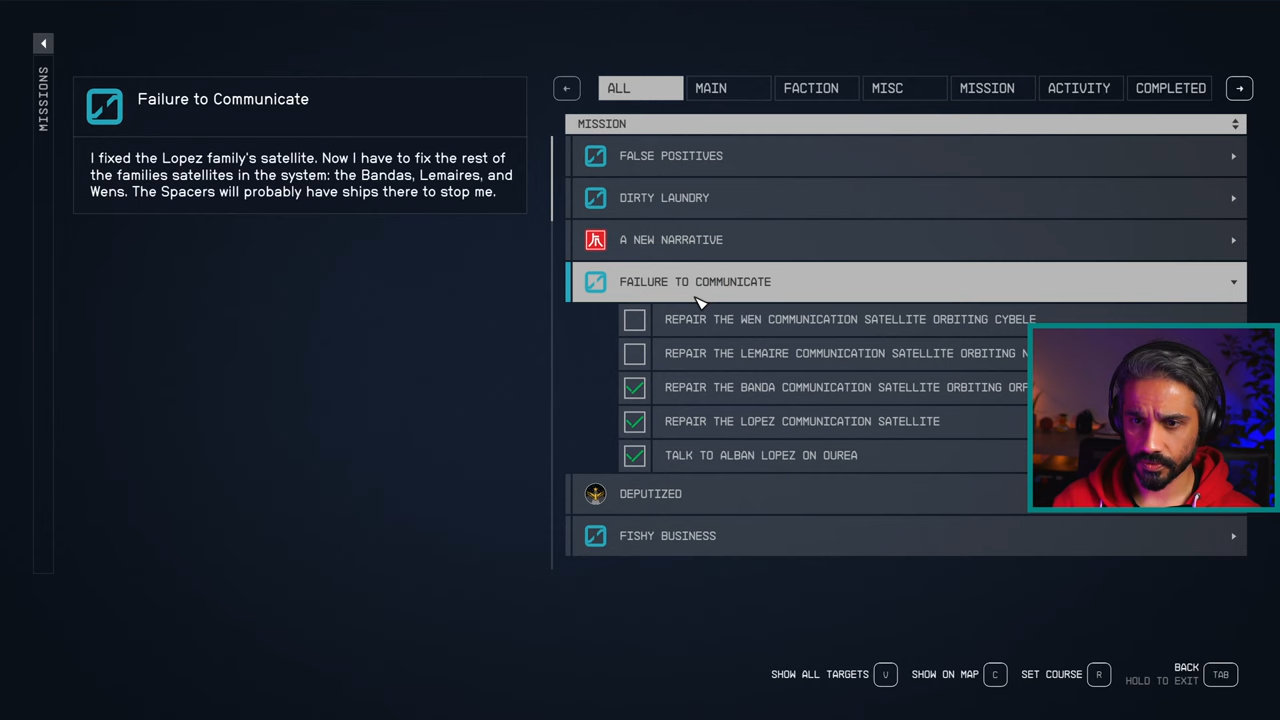 MISSIONS
Failure to Communicate
I fixed the Lopez family's satellite. Now I have to fix the rest of
the families satellites in the system: the Bandas, Lemaires, and
Wens. The Spacers will probably have ships there to stop me.
ALL
MAIN
FACTION
MISC
MISSION
ACTIVITY
COMPLETED
MISSION
FALSE POSITIVES
DIRTY LAUNDRY
A NEW NARRATIVE
FAILURE TO COMMUNICATE
REPAIR THE WEN COMMUNICATION SATELLITE ORBITING CYBELE
REPAIR THE LEMAIRE COMMUNICATION SATELLITE ORBITING
REPAIR THE BANDA COMMUNICATION SATELLITE ORBITING
REPAIR THE LOPEZ COMMUNICATION SATELLITE
TALK TO ALBAN LOPEZ ON OUREA
DEPUTIZED
FISHY BUSINESS
SHOW ALL TARGETS V
SHOW ON MAP C
SET COURSE R
BACK
HOLD TO EXIT
TAB